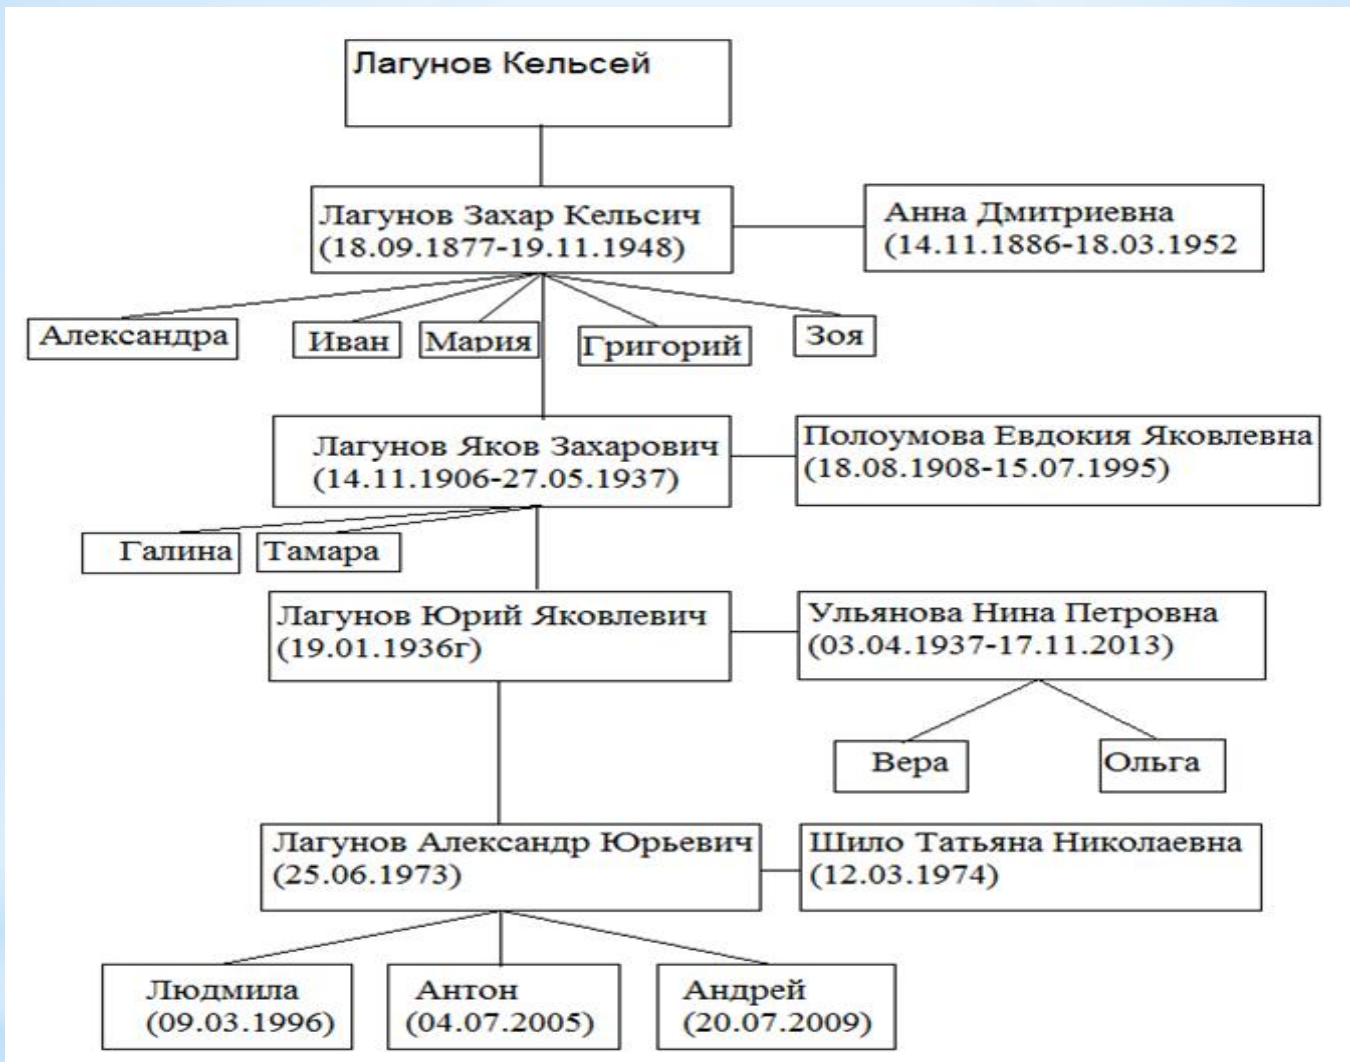 Лагунов Кельсей
Лагунов Захар Кельсич
(18.09.1877-19.11.1948)
Анна Дмитриевна
(14.11.1886-18.03.1952
Александра
Иван
Мария
Григорий
Зоя
Лагунов Яков Захарович
(14.11.1906-27.05.1937)
Полоумова Евдокия Яковлевна
(18.08.1908-15.07.1995)
Галина
Тамара
Лагунов Юрий Яковлевич
(19.01.1936г)
Ульянова Нина Петровна
(03.04.1937-17.11.2013)
Вера
Ольга
Лагунов Александр Юрьевич
(25.06.1973)
Шило Татьяна Николаевна
(12.03.1974)
Людмила
(09.03.1996)
Антон
(04.07.2005)
Андрей
(20.07.2009)